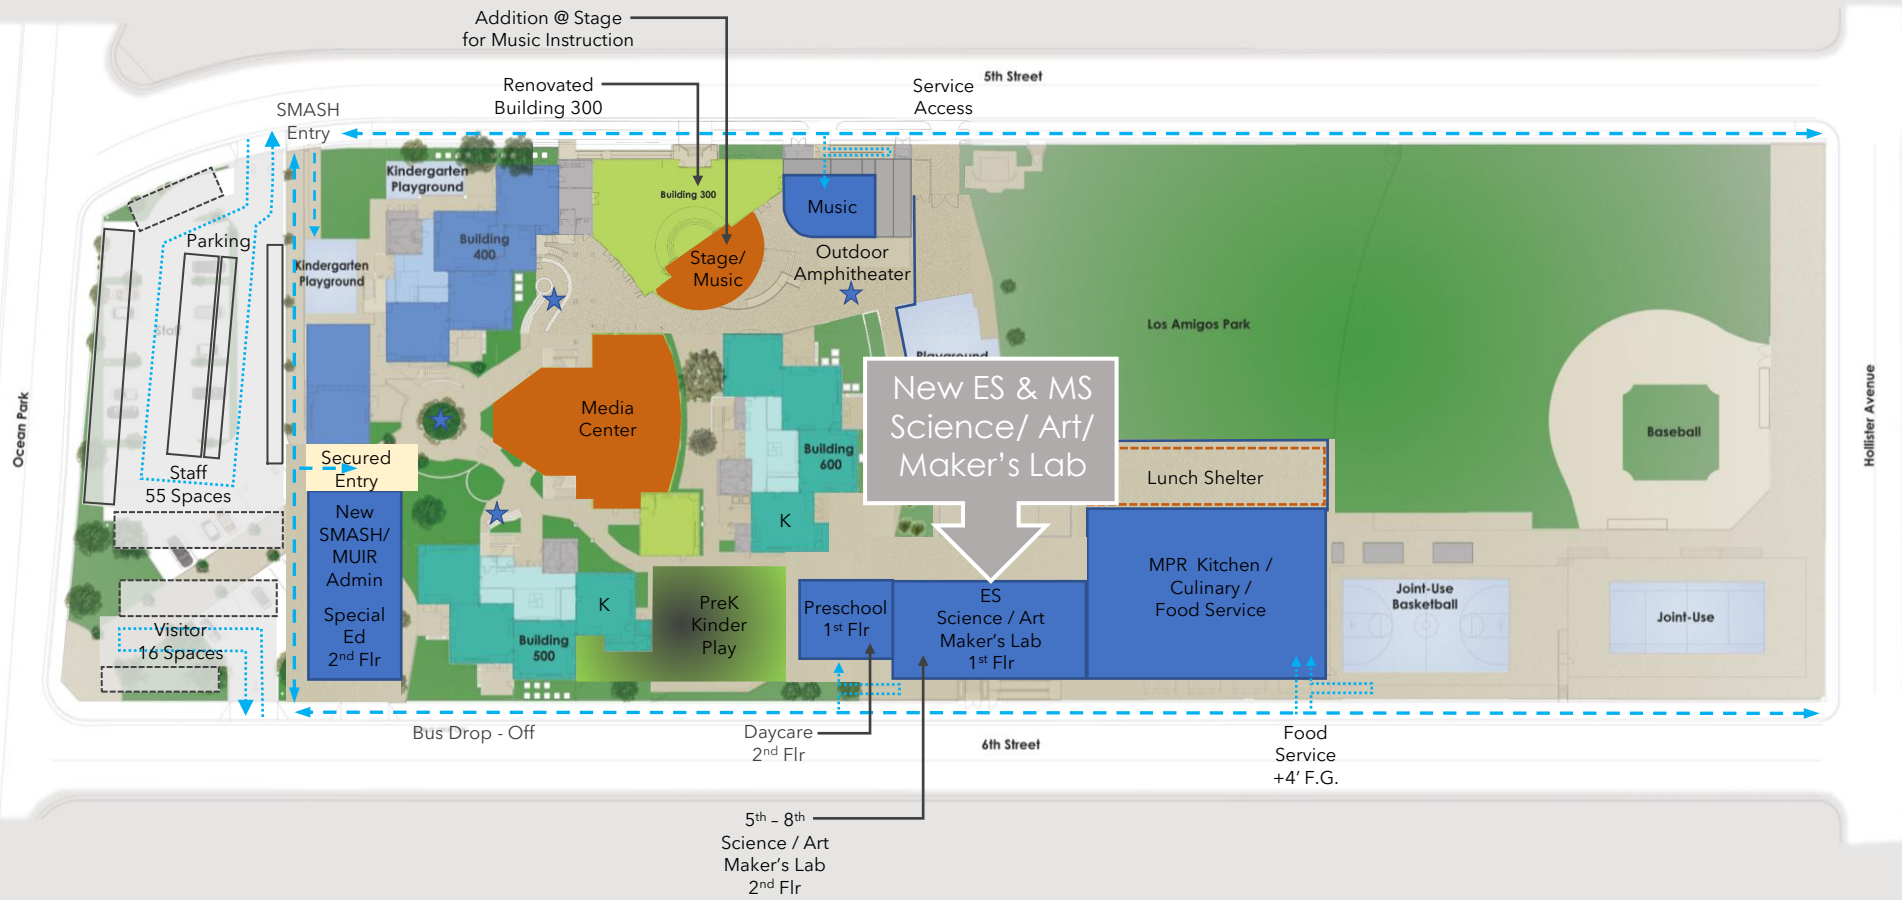 Addition @ Stage
for Music Instruction
Renovated
Building 300
Service
Access
5th Street
SMASH
Entry
Kindergarten
Playground
Building 300
Music
Parking
Building
400
Stage/
Music
Outdoor
Amphitheater
Kindergarten
Playground
Staff
Los Amigos Park
Playground
New ES & MS
Science/ Art/
Maker’s Lab
Ocean Park
Hollister Avenue
Media
Center
Baseball
Building
600
Secured
Entry
Staff
55 Spaces
Lunch Shelter
K
New
SMASH/
MUIR
Admin
Special
Ed
2nd Flr
MPR Kitchen /
Culinary /
Food Service
Joint-Use
Basketball
Joint-Use
K
PreK
Kinder
Play
Preschool
1st Flr
ES
Science / Art
Maker’s Lab
1st Flr
Building
500
Visitor
16 Spaces
Bus Drop - Off
Daycare
2nd Flr
6th Street
Food
Service
+4’ F.G.
5th – 8th
Science / Art
Maker’s Lab
2nd Flr